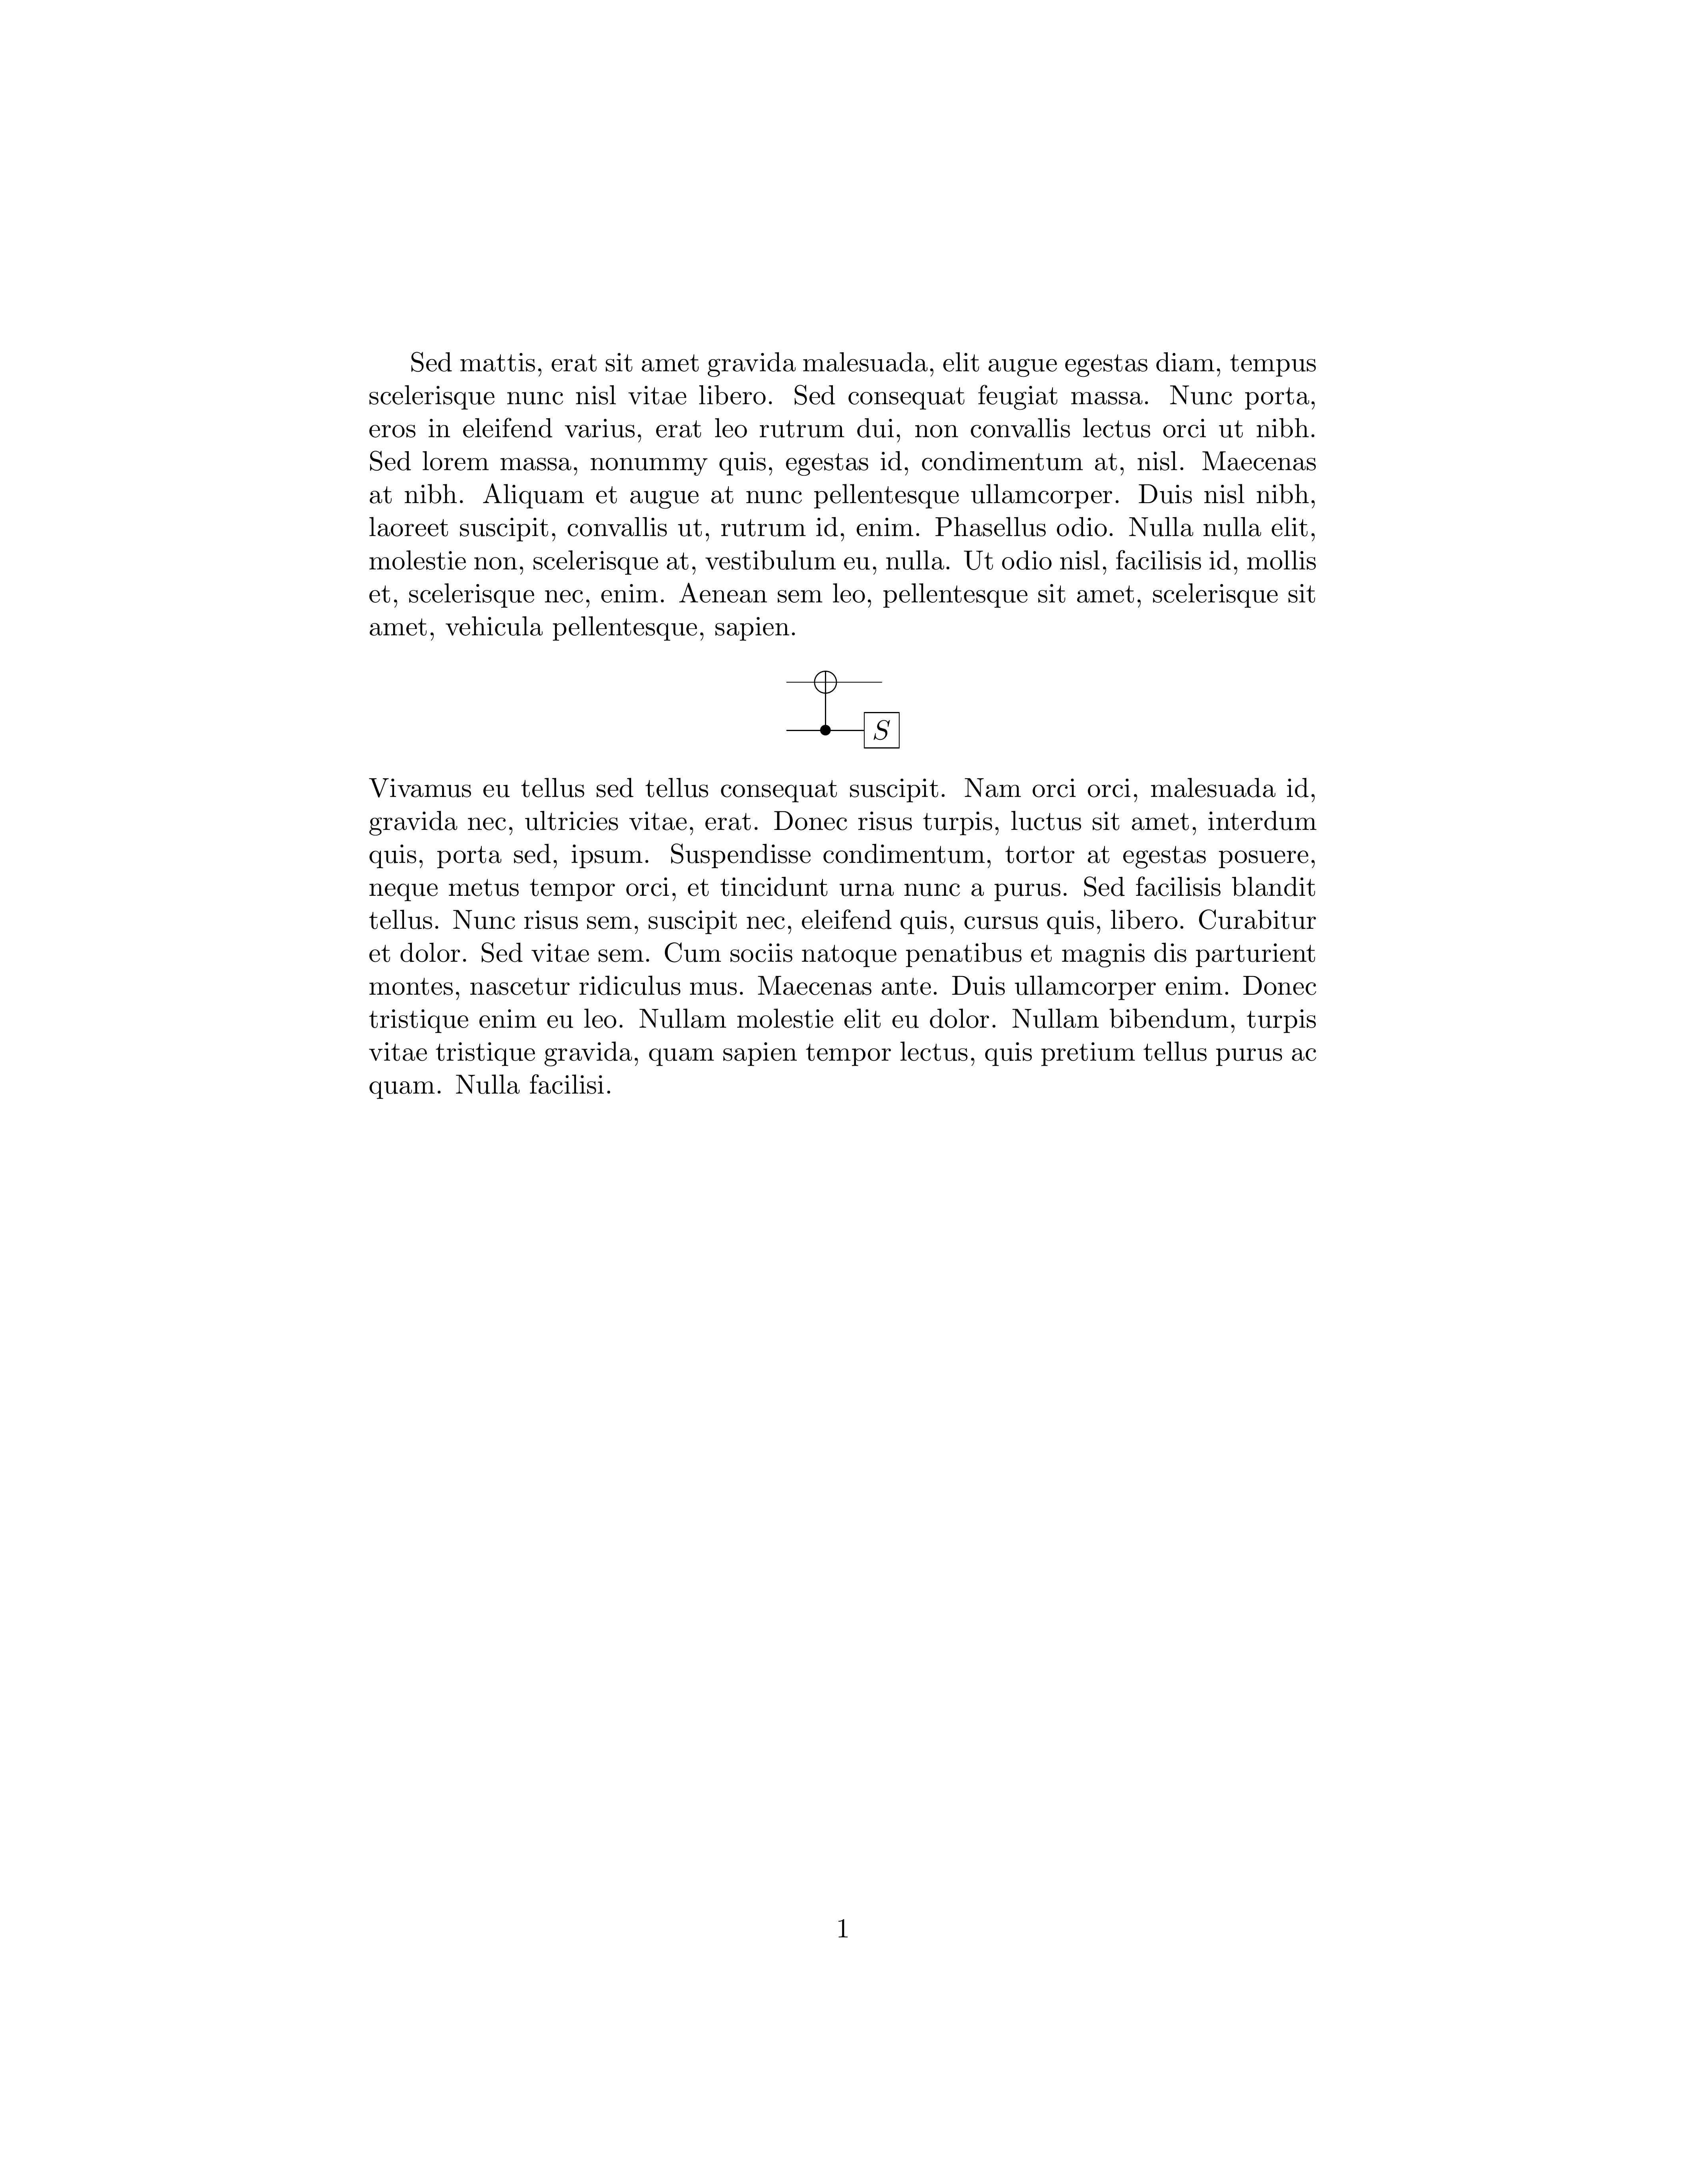 Sed mattis, erat sit amet gravida malesuada, elit augue egestas diam, tempus
scelerisque nunc nisl vitae libero. Sed consequat feugiat massa. Nunc porta,
eros in eleifend varius, erat leo rutrum dui, non convallis lectus orci ut nibh.
Sed lorem massa, nonummy quis, egestas id, condimentum at, nisl. Maecenas
at nibh. Aliquam et augue at nunc pellentesque ullamcorper. Duis nisl nibh,
laoreet suscipit, convallis ut, rutrum id, enim. Phasellus odio. Nulla nulla elit,
molestie non, scelerisque at, vestibulum eu, nulla. Ut odio nisl, facilisis id, mollis
et, scelerisque nec, enim. Aenean sem leo, pellentesque sit amet, scelerisque sit
amet, vehicula pellentesque, sapien.
S
Vivamus eu tellus sed tellus consequat suscipit. Nam orci orci, malesuada id,
gravida nec, ultricies vitae, erat. Donec risus turpis, luctus sit amet, interdum
quis, porta sed, ipsum. Suspendisse condimentum, tortor at egestas posuere,
neque metus tempor orci, et tincidunt urna nunc a purus. Sed facilisis blandit
tellus. Nunc risus sem, suscipit nec, eleifend quis, cursus quis, libero. Curabitur
et dolor. Sed vitae sem. Cum sociis natoque penatibus et magnis dis parturient
montes, nascetur ridiculus mus. Maecenas ante. Duis ullamcorper enim. Donec
tristique enim eu leo. Nullam molestie elit eu dolor. Nullam bibendum, turpis
vitae tristique gravida, quam sapien tempor lectus, quis pretium tellus purus ac
quam. Nulla facilisi.
1